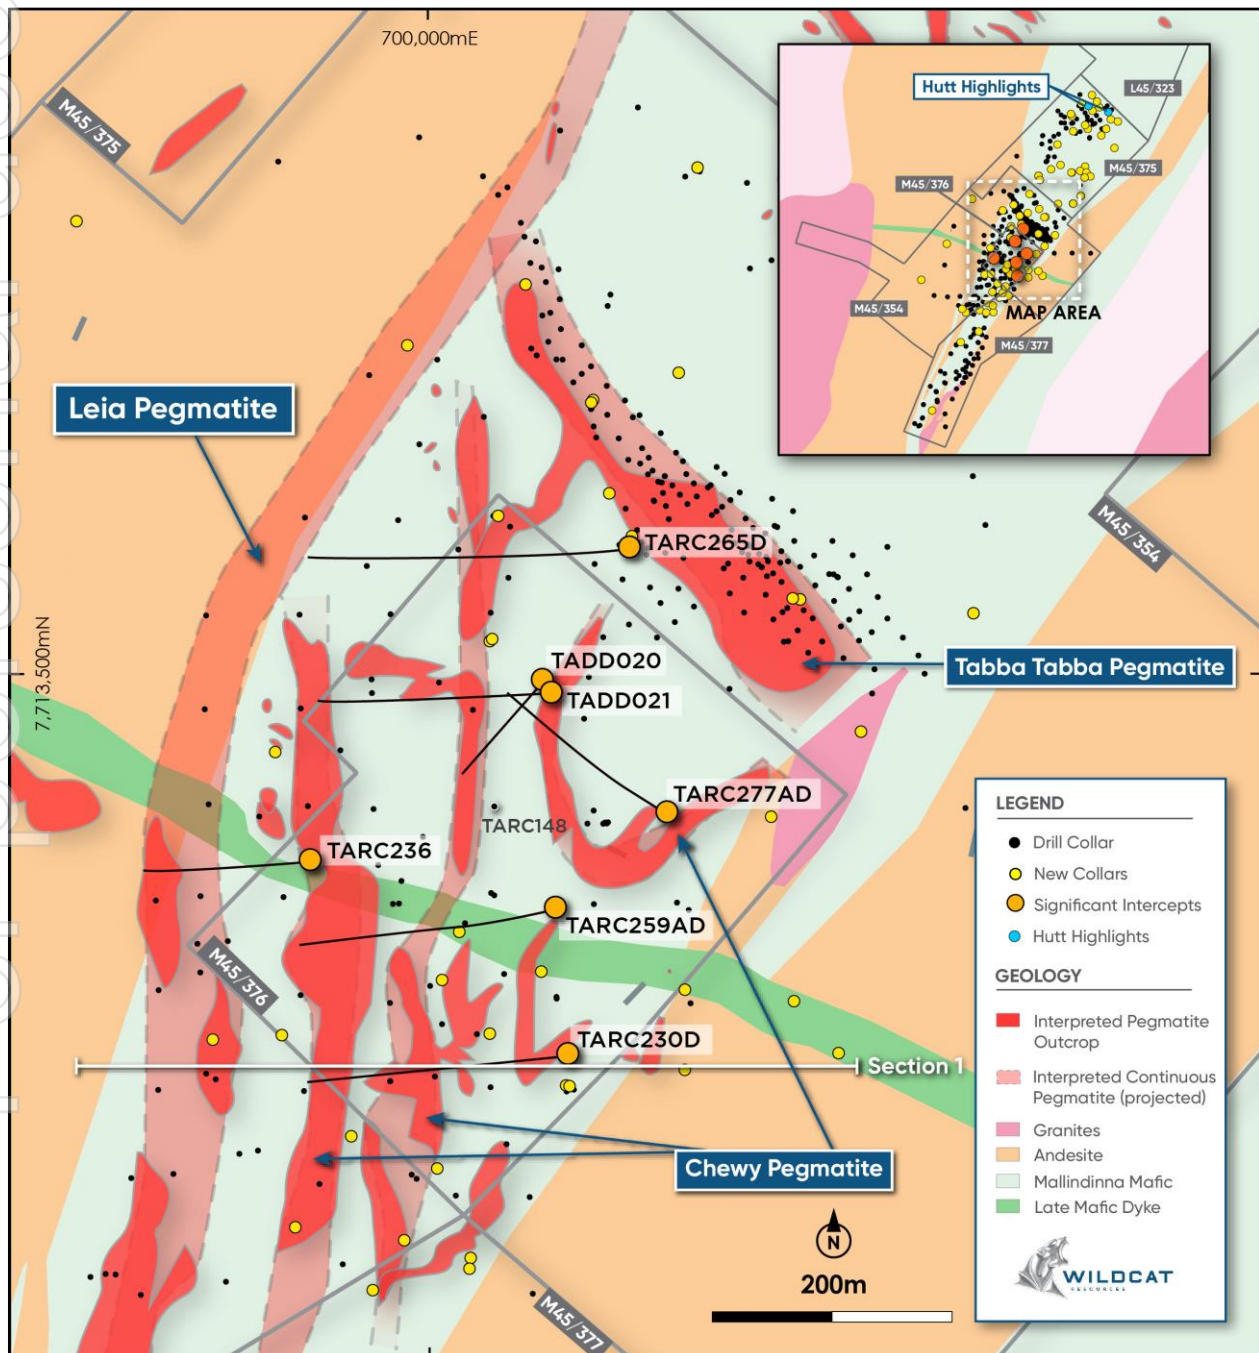 700,000mE
7,713,500mN
M45/375
Leia Pegmatite
Hutt Highlights
L45/323
M45/375
M45/376
M45/354
MAP AREA
M45/377
M45/354
TARC265D
TADD020
TADD021
Tabba Tabba Pegmatite
TARC277AD
TARC148
TARC236
TARC259AD
M45/376
TARC230D
Section 1
Chewy Pegmatite
M45/377
N
200m
LEGEND
Drill Collar
New Collars
Significant Intercepts
Hutt Highlights
GEOLOGY
Interpreted Pegmatite
Outcrop
Interpreted Continuous
Pegmatite (projected)
Granites
Andesite
Mallindinna Mafic
Late Mafic Dyke
WILDCAT
RESOURCES